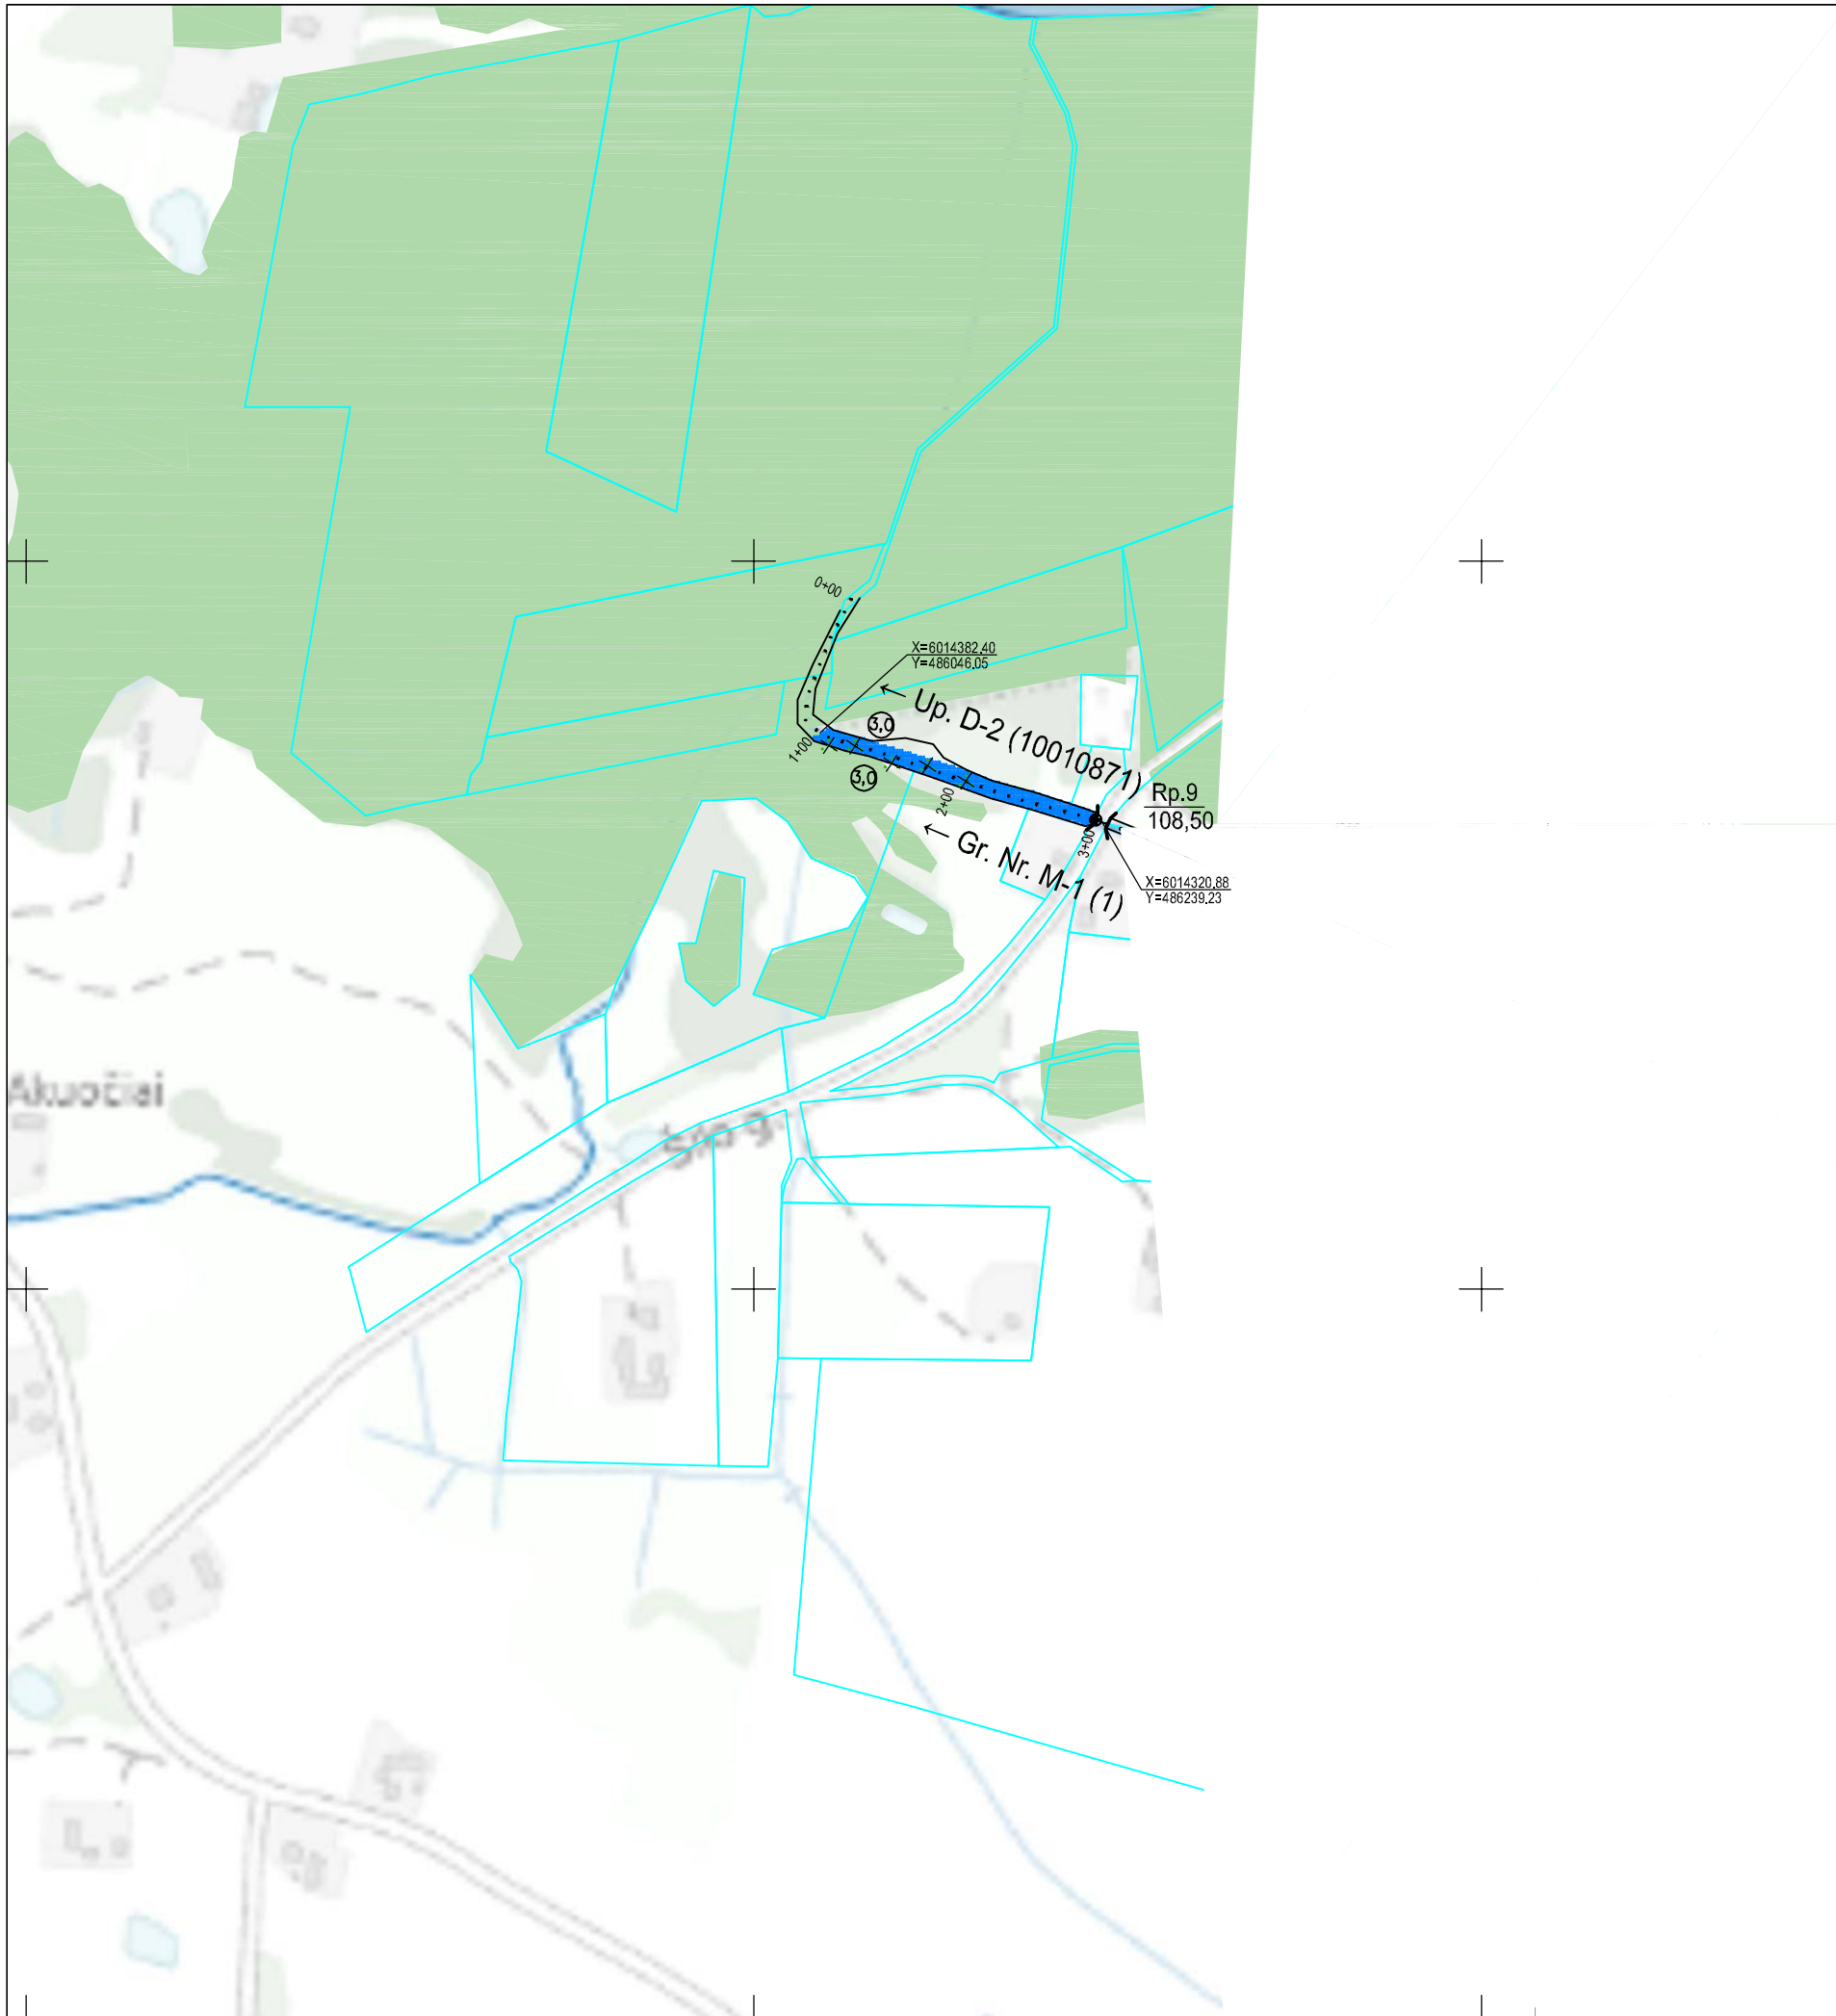 0+00
X=6014382,40
Y=486046.05
Up. D-2 (10010871)
3,0
1+00
3,0
2+00
Rp.9
108,50
3+00
Gr. Nr. M-1 (1)
X=6014320,88
Y=486239,23
Akuočiai